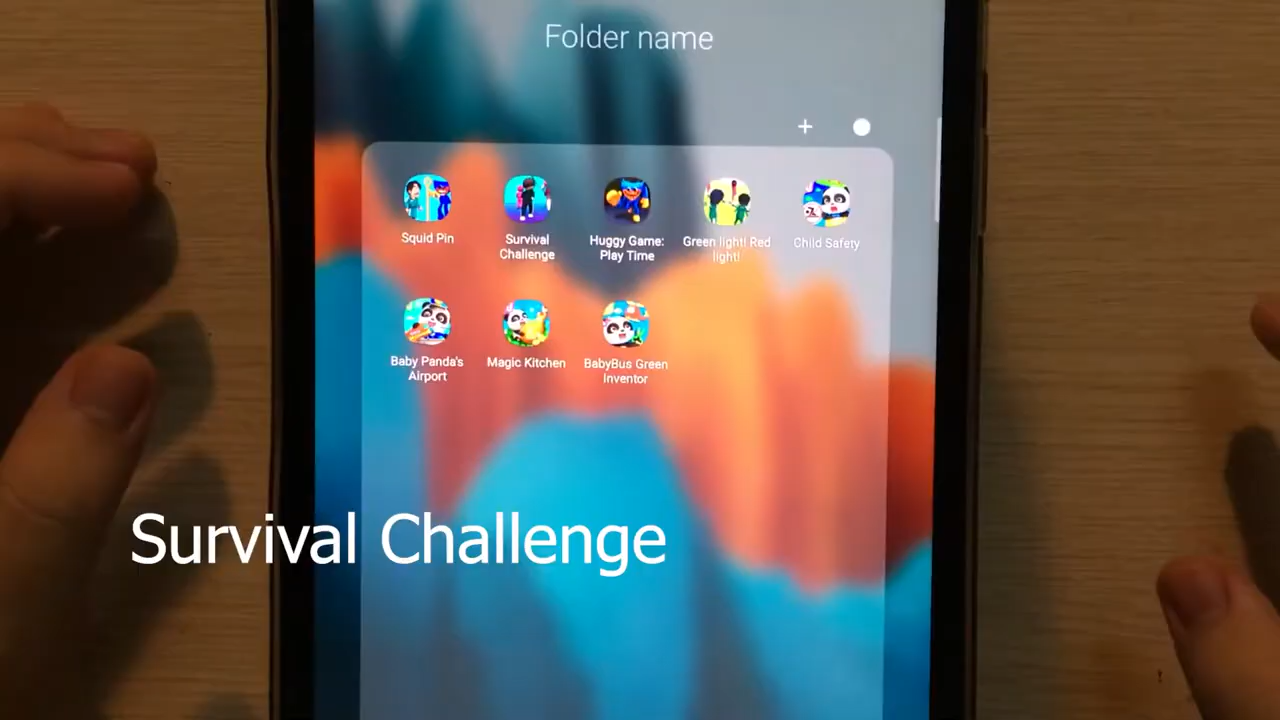 Folder name
Squid Pin
Survival
Challenge
Huggy Game:
Play Time
Green light! Red
light!
Child Safety
Baby Panda's
Airport
Magic Kitchen
BabyBus Green
Inventor
Survival Challenge